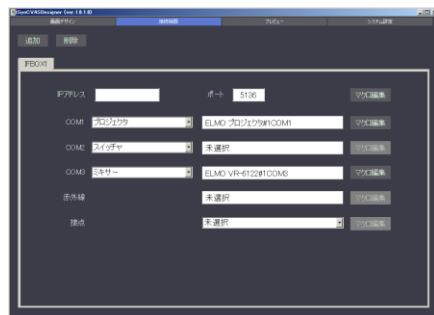 SyncCVASDesigner (ver. 1.0.1.0)
画面デザイン 接続機器 プレビュー システム設定
追加 削除
IFBOX1
IPアドレス ポート 5136 マクロ編集
COM1 プロジェクタ ELMO プロジェクタ#1COM1 マクロ編集
COM2 スイッチャ 未選択 マクロ編集
COM3 ミキサー ELMO VR-6122#1COM3 マクロ編集
赤外線 未選択 マクロ編集
接点 未選択 マクロ編集